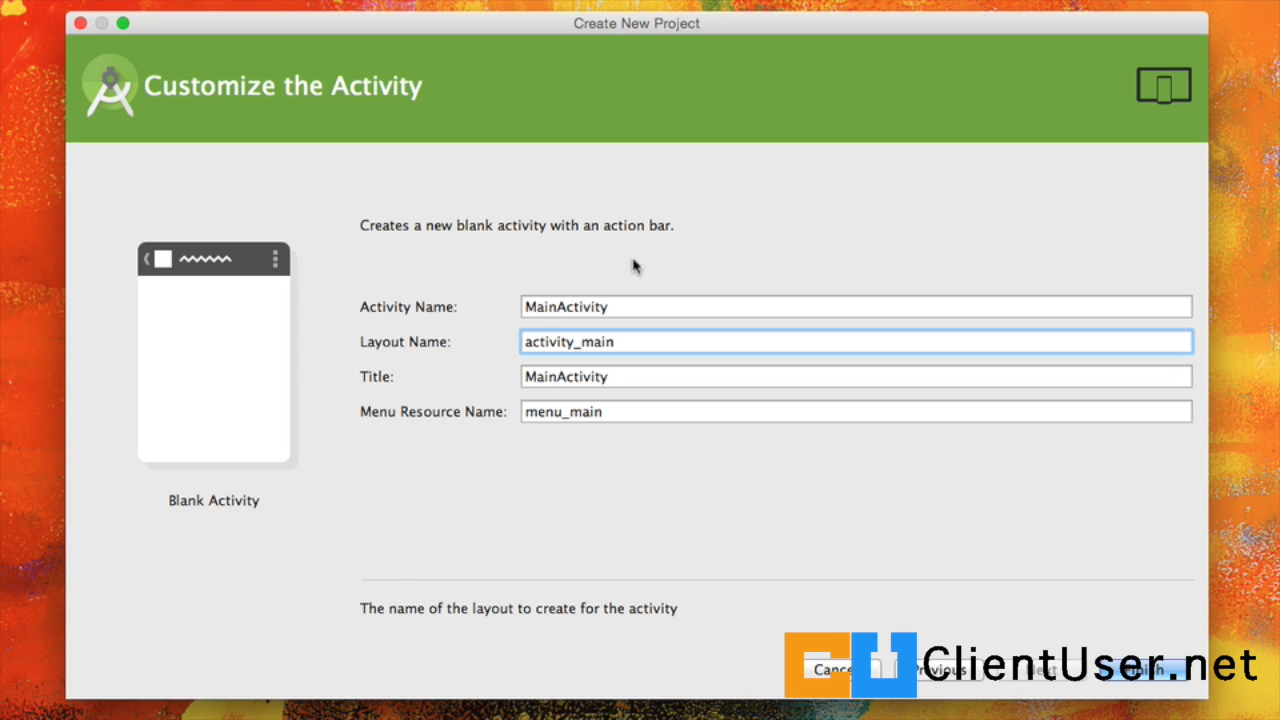 Create New Project
Customize the Activity
Creates a new blank activity with an action bar.
Activity Name: MainActivity
Layout Name: activity_main
Title: MainActivity
Menu Resource Name: menu_main
Blank Activity
The name of the layout to create for the activity
ClientUser.net